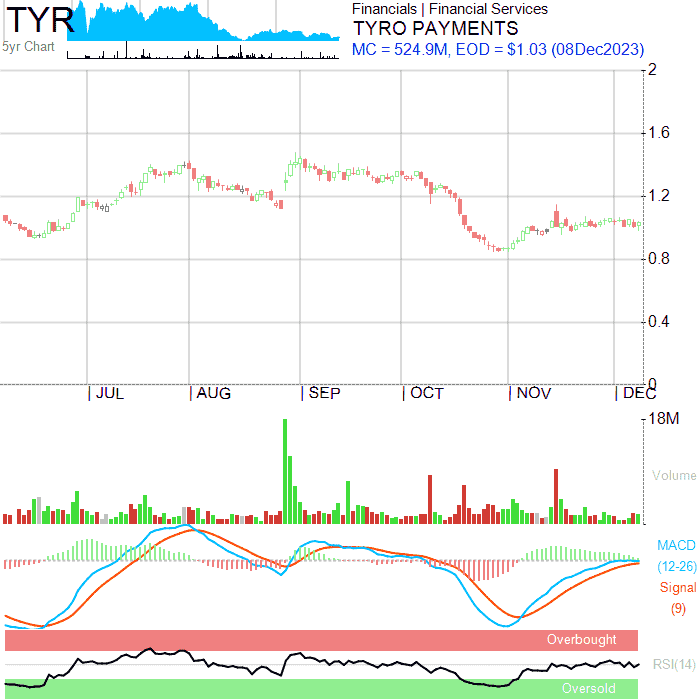 TYR
5yr Chart
Financials | Financial Services
TYRO PAYMENTS
MC = 524.9M, EOD = $1.03 (08Dec2023)
2
1.6
1.2
0.8
0.4
0
JUL AUG SEP OCT NOV DEC
18M
Volume
MACD
(12-26)
Signal
(9)
Overbought
RSI(14)
Oversold